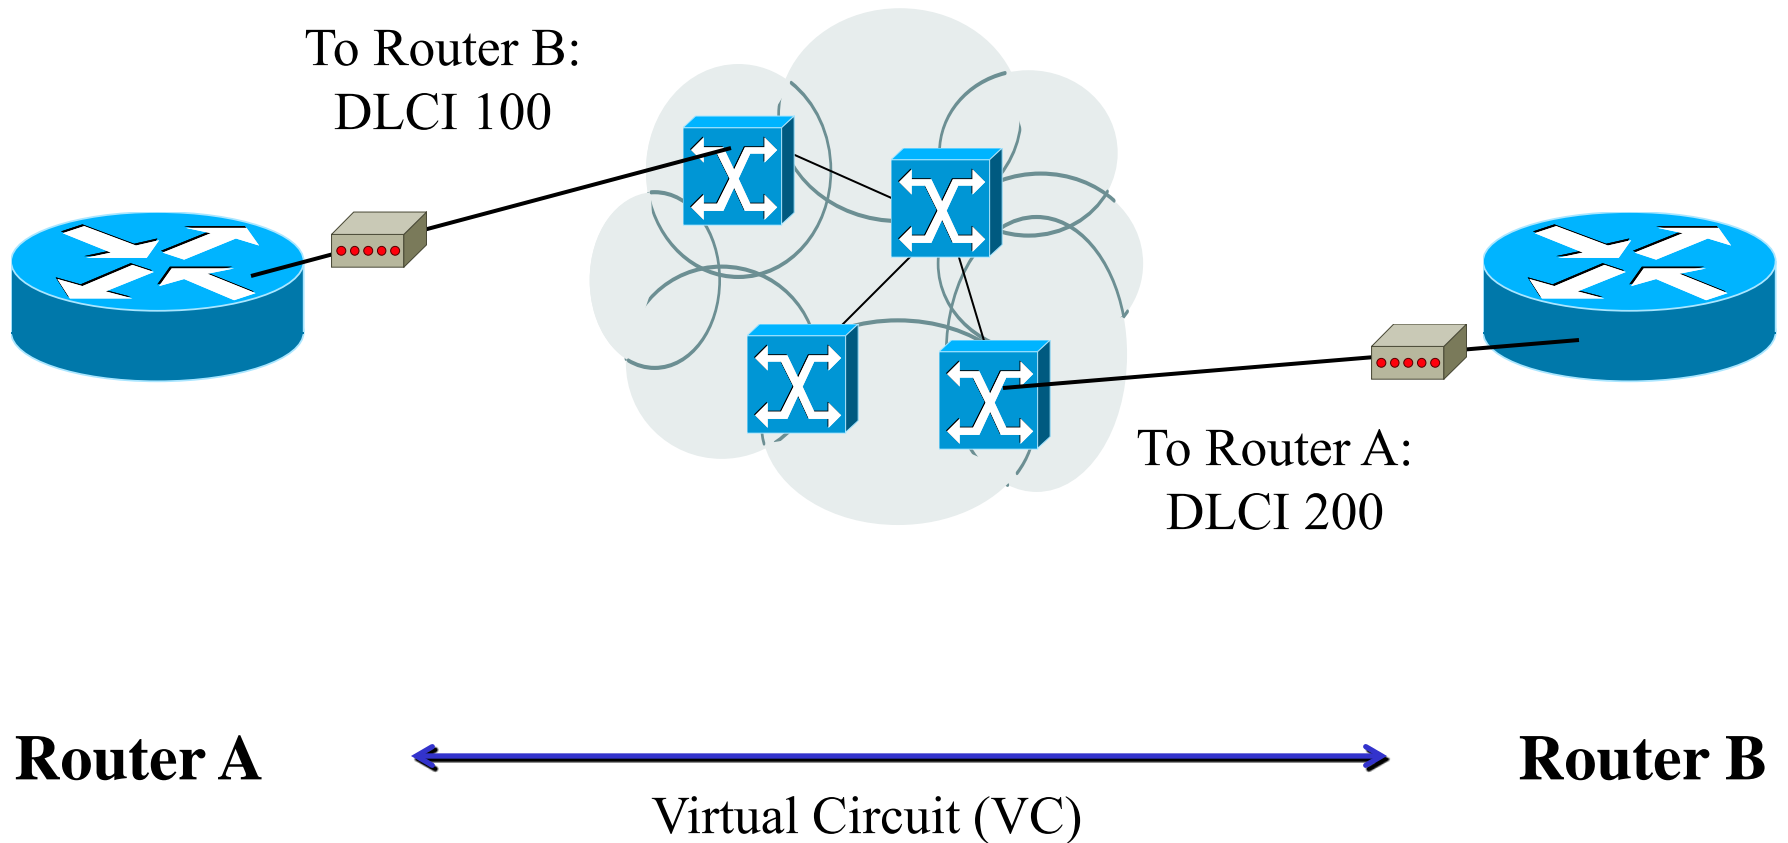 To Router B:
DLCI 100
To Router A:
DLCI 200
Router A
Router B
Virtual Circuit (VC)